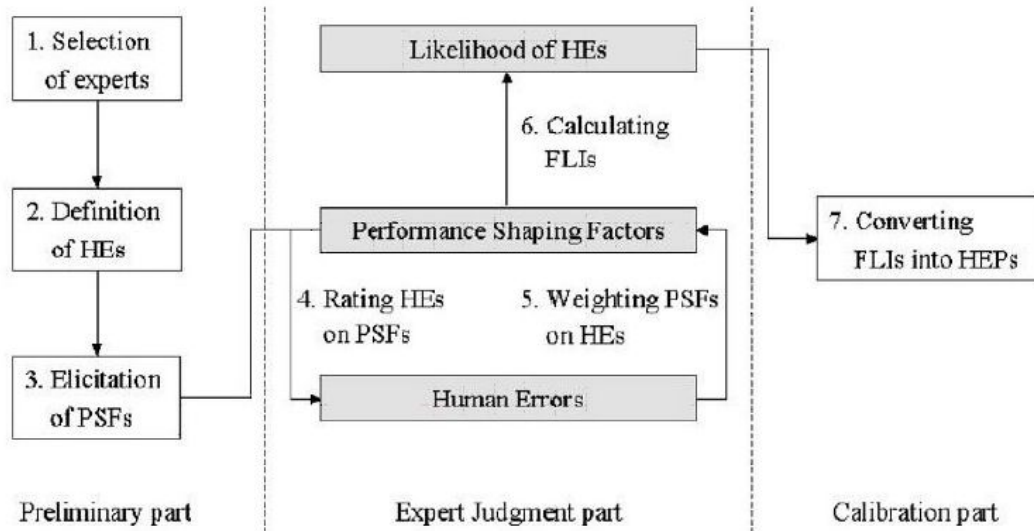 1. Selection
of experts
2. Definition
of HEs
3. Elicitation
of PSFs
Preliminary part
Likelihood of HEs
6. Calculating
FLIs
Performance Shaping Factors
4. Rating HEs
on PSFs
5. Weighting PSFs
on HEs
Human Errors
Expert Judgment part
7. Converting
FLIs into HEPs
Calibration part